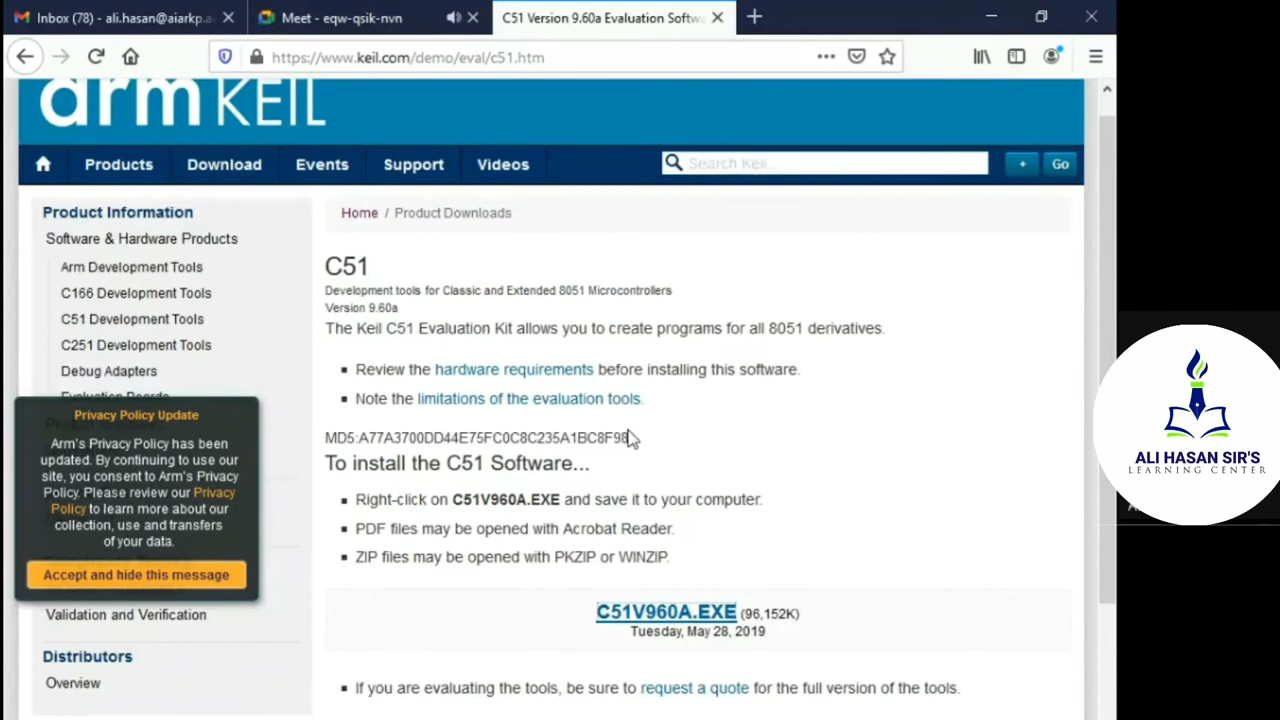 Inbox (78) - ali.hasan@aiarkp.a
Meet - eqw-qsik-nvn
C51 Version 9.60a Evaluation Softw
https://www.keil.com/demo/eval/c51.htm
arm KEIL
Products
Download
Events
Support
Videos
Search Keil...
+
Go
Product Information
Software & Hardware Products
Arm Development Tools
C166 Development Tools
C51 Development Tools
C251 Development Tools
Debug Adapters
Evaluation Boards
Privacy Policy Update
Arm's Privacy Policy has been
updated. By continuing to use our
site, you consent to Arm's Privacy
Policy. Please review our Privacy
Policy to learn more about our
collection, use and transfers
of your data.
Accept and hide this message
Validation and Verification
Distributors
Overview
Home / Product Downloads
C51
Development tools for Classic and Extended 8051 Microcontrollers
Version 9.60a
The Keil C51 Evaluation Kit allows you to create programs for all 8051 derivatives.
Review the hardware requirements before installing this software.
Note the limitations of the evaluation tools.
MD5:A77A3700DD44E75FC0C8C235A1BC8F98
To install the C51 Software...
Right-click on C51V960A.EXE and save it to your computer.
PDF files may be opened with Acrobat Reader.
ZIP files may be opened with PKZIP or WINZIP.
C51V960A.EXE (96,152K)
Tuesday, May 28, 2019
If you are evaluating the tools, be sure to request a quote for the full version of the tools.
ALI HASAN SIR'S
LEARNING CENTER